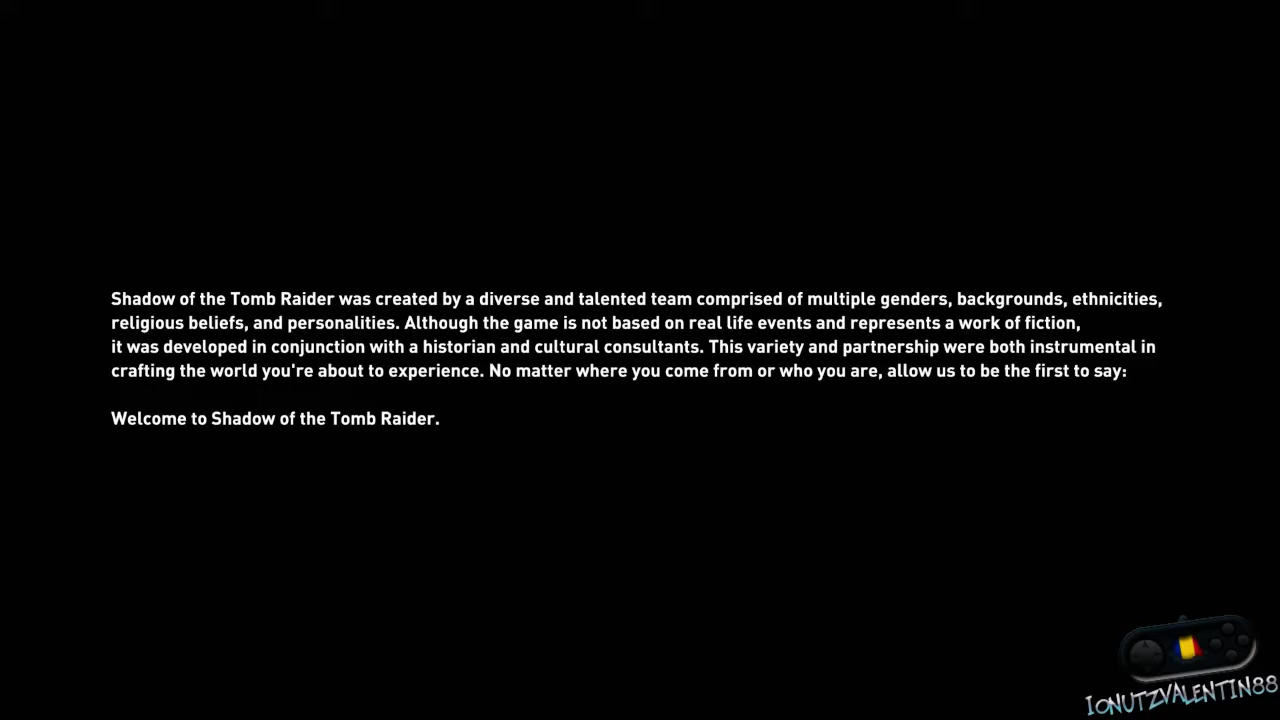 Shadow of the Tomb Raider was created by a diverse and talented team comprised of multiple genders, backgrounds, ethnicities,
religious beliefs, and personalities. Although the game is not based on real life events and represents a work of fiction,
it was developed in conjunction with a historian and cultural consultants. This variety and partnership were both instrumental in
crafting the world you're about to experience. No matter where you come from or who you are, allow us to be the first to say:
Welcome to Shadow of the Tomb Raider.
IONUTZVALENTIN88